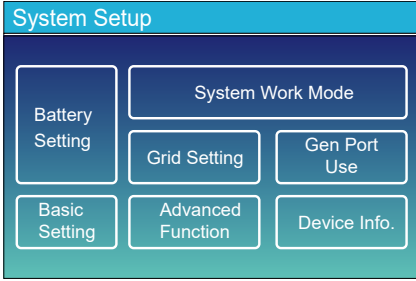 System Setup
Battery
Setting
System Work Mode
Grid Setting
Gen Port
Use
Basic
Setting
Advanced
Function
Device Info.